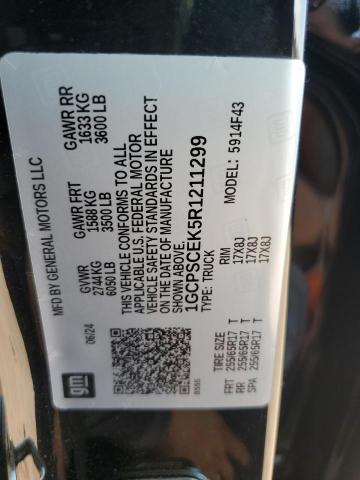 MFD BY GENERAL MOTORS LLC
06/24
GVWR
2744 KG
6050 LB
GAWR FRT
1588 KG
3500 LB
GAWR RR
1633 KG
3600 LB
THIS VEHICLE CONFORMS TO ALL
APPLICABLE U.S. FEDERAL MOTOR
VEHICLE SAFETY STANDARDS IN EFFECT
ON THE DATE OF MANUFACTURE
SHOWN ABOVE.
1GCPSCEK5R1211299
TYPE: TRUCK
MODEL: 5914F43
TIRE SIZE RIM
FRT 255/65R17 T 17X8J
RR 255/65R17 T 17X8J
SPA 255/65R17 T 17X8J
gm